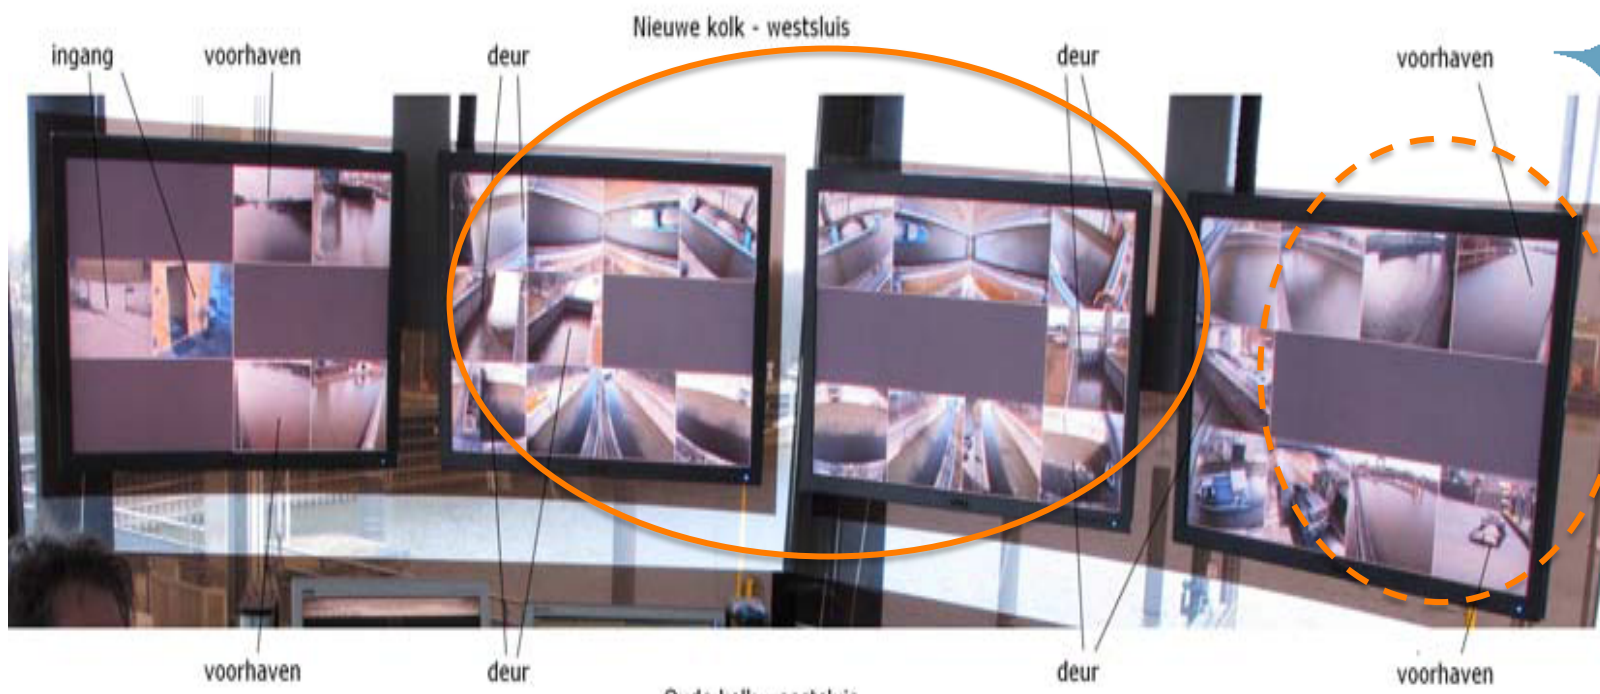 Nieuwe kolk - westsluis
ingang voorhaven deur deur voorhaven
voorhaven deur deur voorhaven